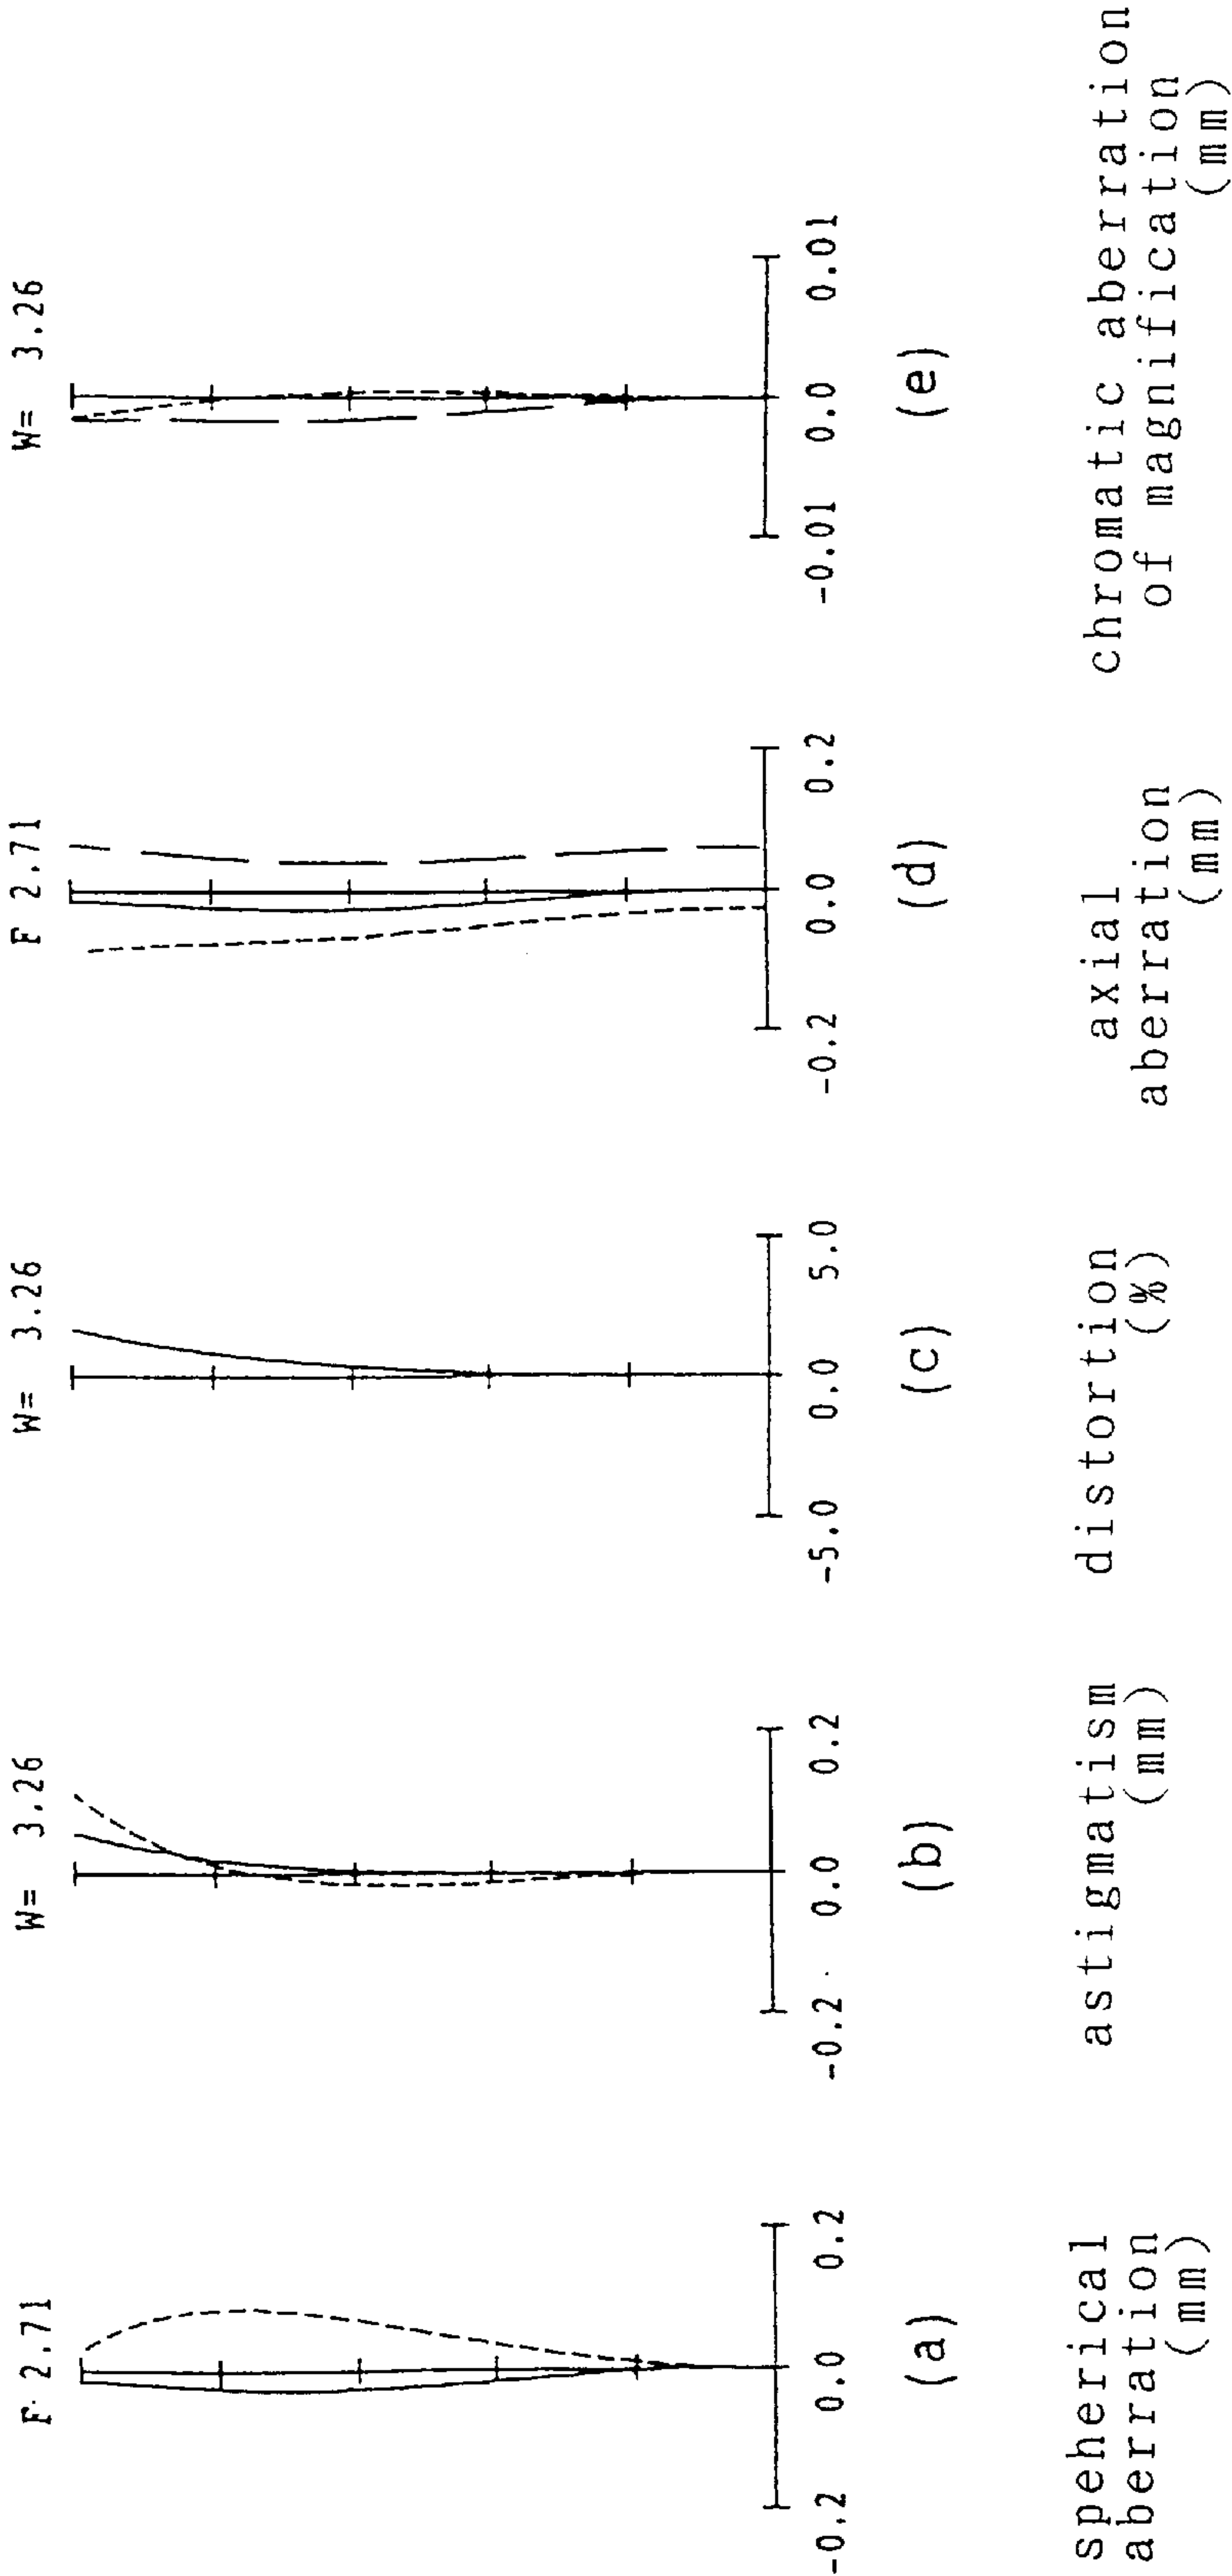 F 2.71
-0.2 0.0 0.2
(a)
speherical
aberration
(mm)
W= 3.26
-0.2 0.0 0.2
(b)
astigmatism
(mm)
W= 3.26
-5.0 0.0 5.0
(c)
distortion
(%)
F 2.71
-0.2 0.0 0.2
(d)
axial
aberration
(mm)
W= 3.26
-0.01 0.0 0.01
(e)
chromatic aberration
of magnification
(mm)